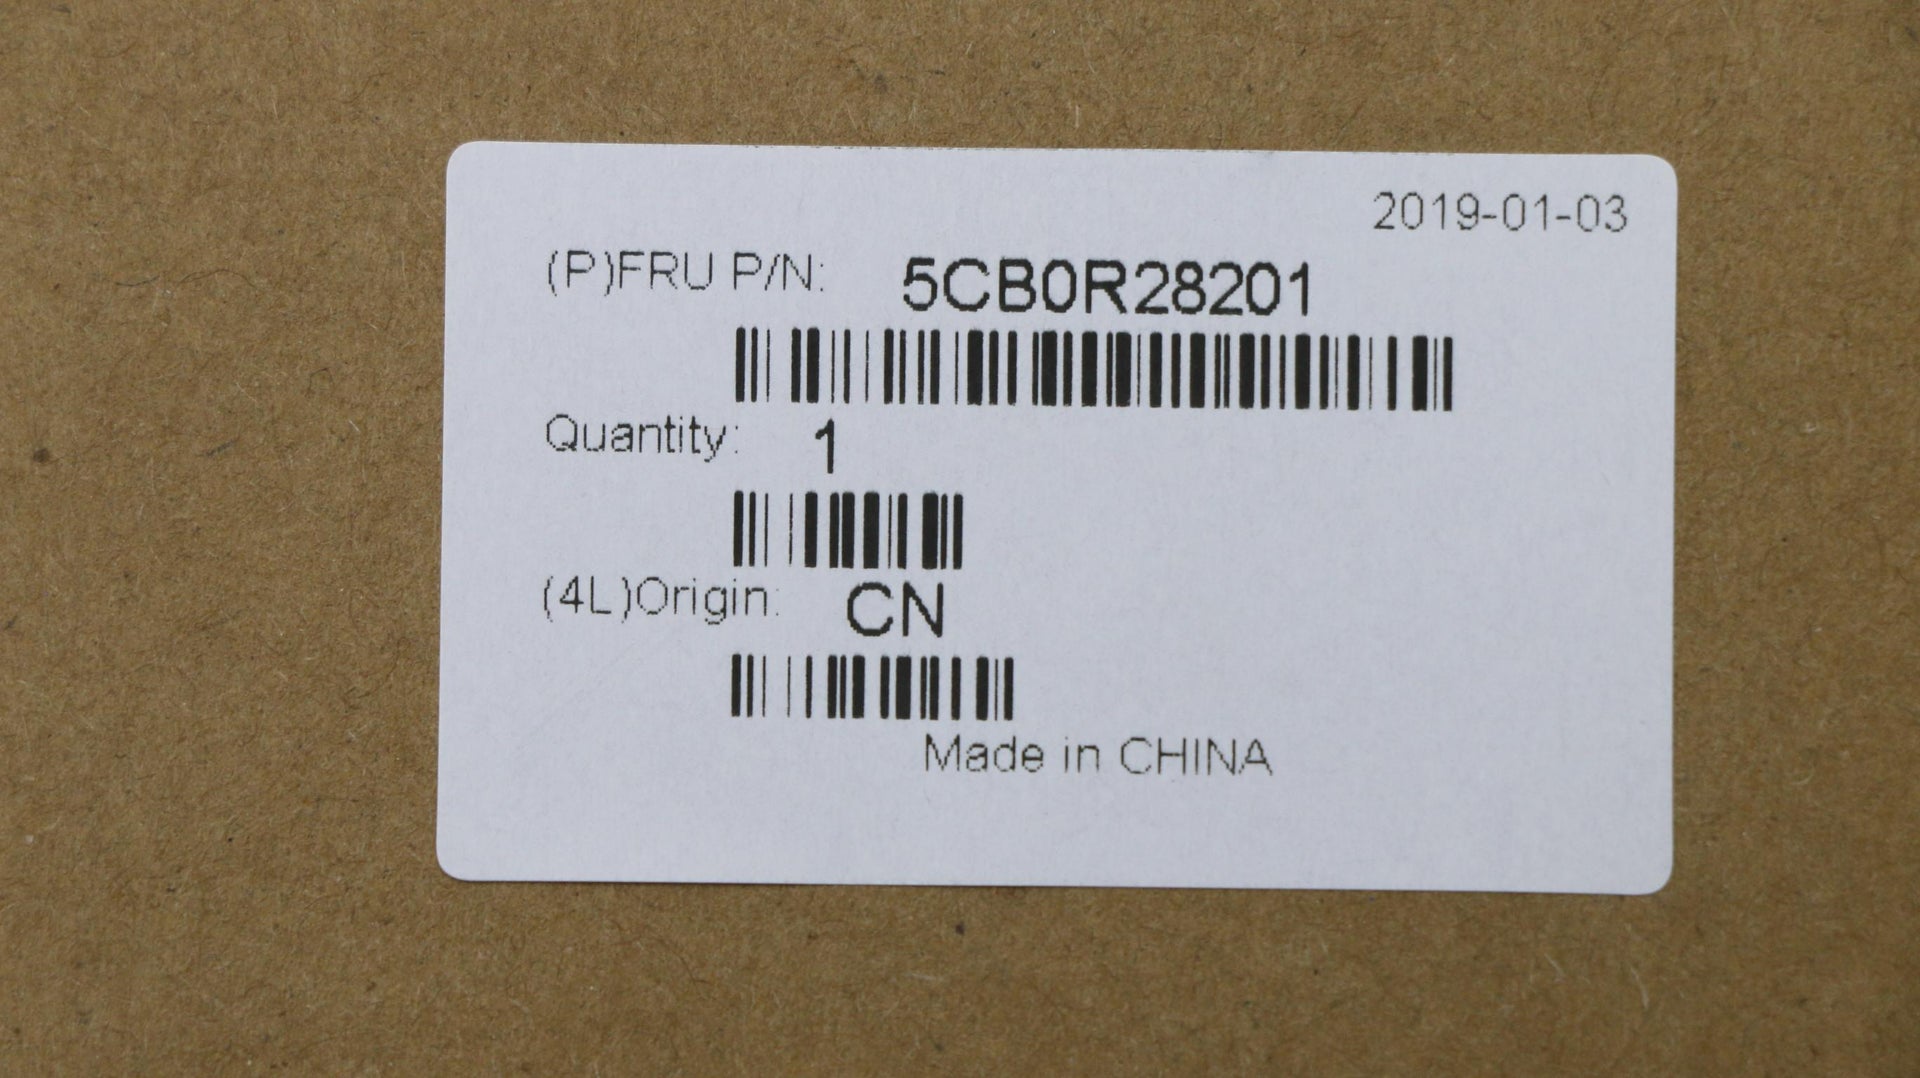 2019-01-03
(P)FRU P/N: 5CB0R28201
Quantity: 1
(4L)Origin: CN
Made in CHINA